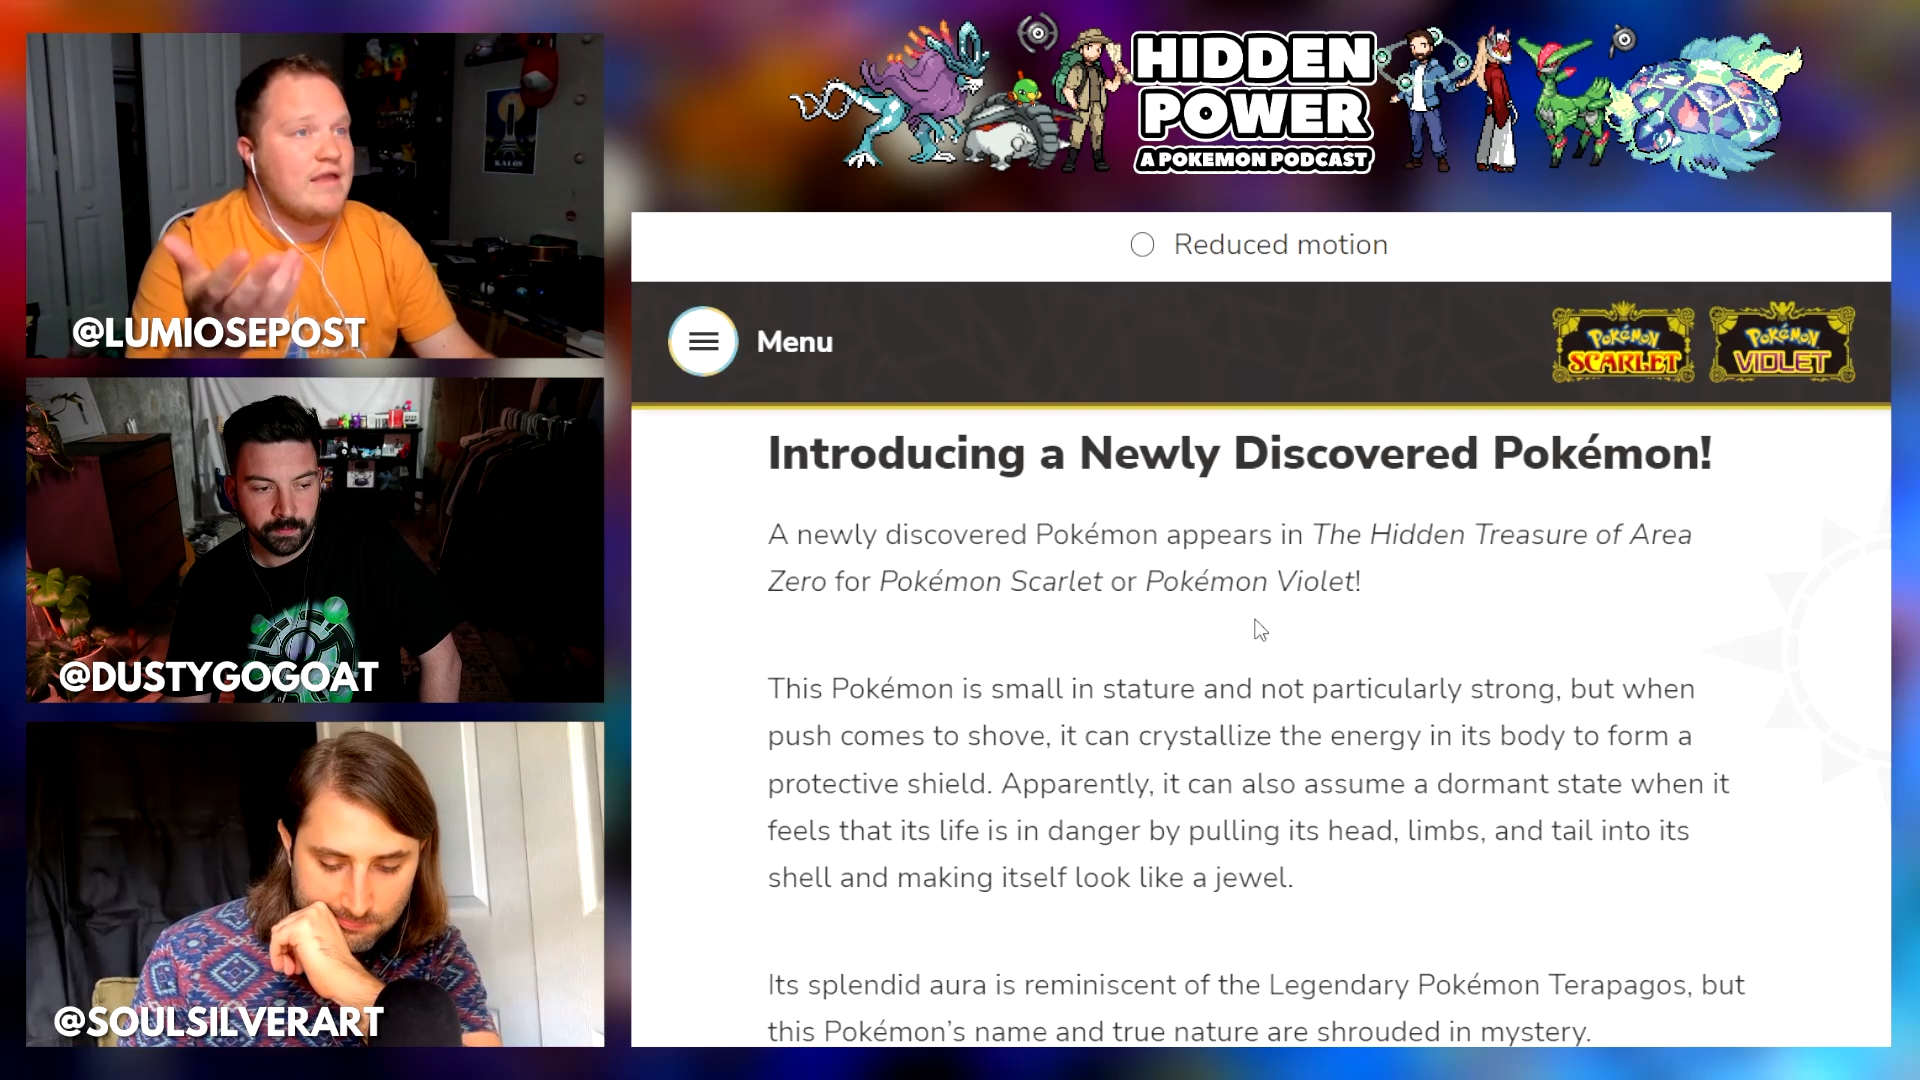 HIDDEN
POWER
A POKEMON PODCAST
KALOS
@LUMIOSEPOST
@DUSTYGOGOAT
@SOULSILVERART
Reduced motion
Menu
POKéMON
SCARLET
POKéMON
VIOLET
Introducing a Newly Discovered Pokémon!
A newly discovered Pokémon appears in The Hidden Treasure of Area
Zero for Pokémon Scarlet or Pokémon Violet!
This Pokémon is small in stature and not particularly strong, but when
push comes to shove, it can crystallize the energy in its body to form a
protective shield. Apparently, it can also assume a dormant state when it
feels that its life is in danger by pulling its head, limbs, and tail into its
shell and making itself look like a jewel.
Its splendid aura is reminiscent of the Legendary Pokémon Terapagos, but
this Pokémon’s name and true nature are shrouded in mystery.